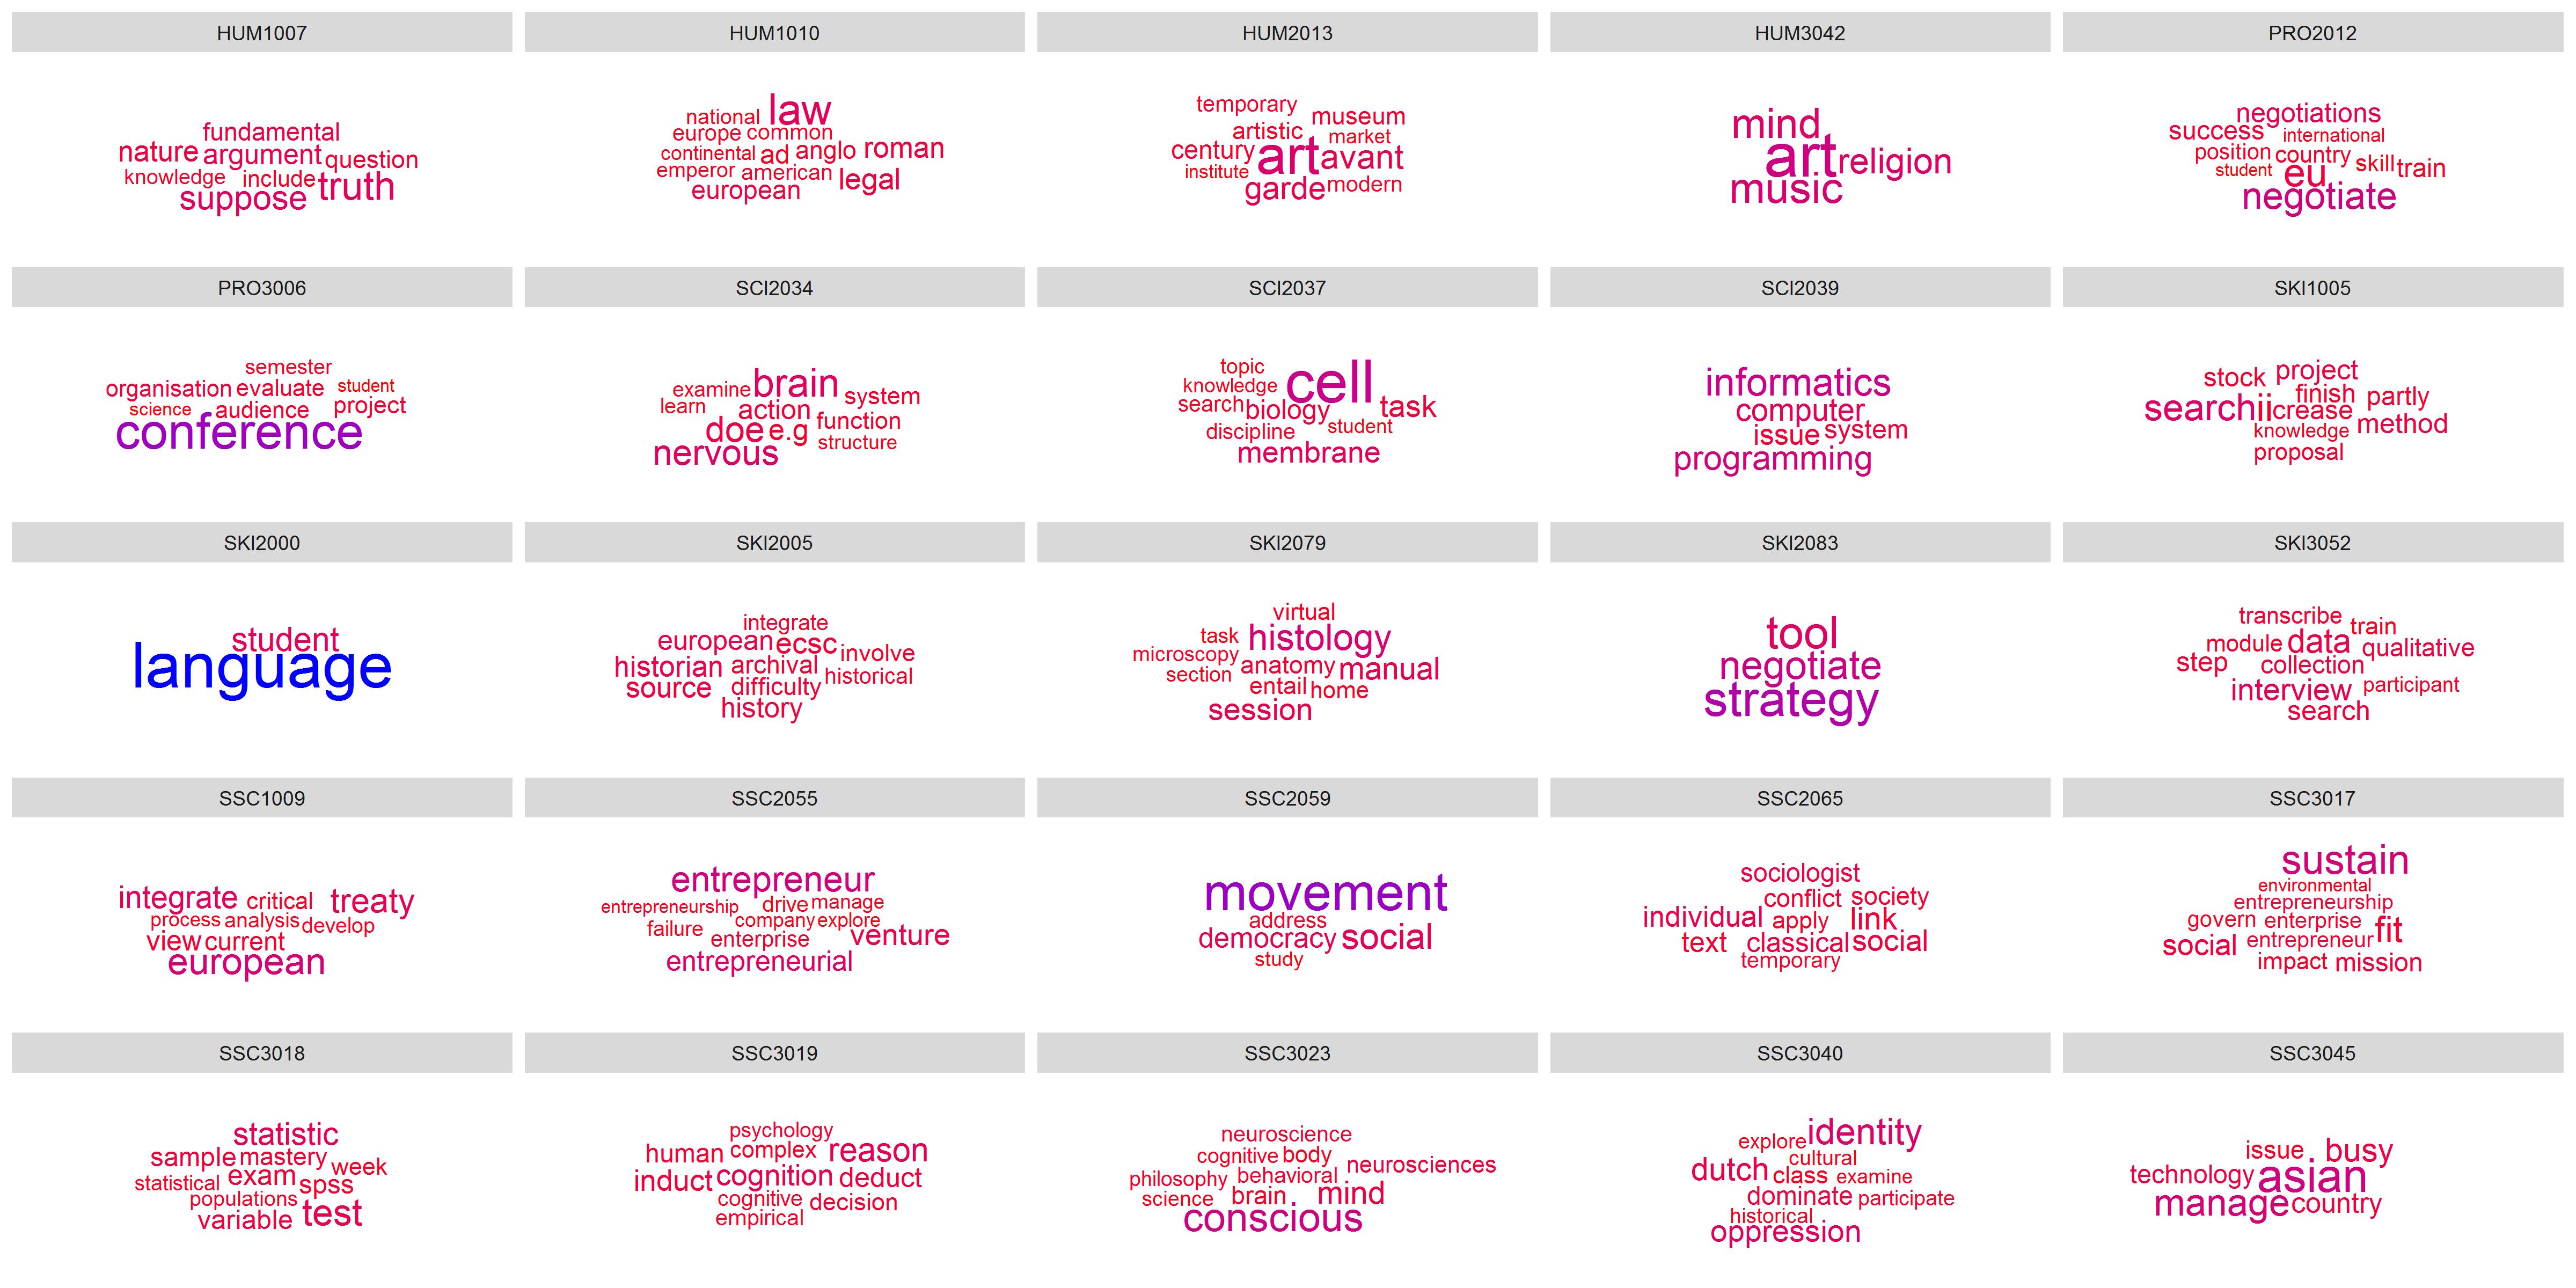 HUM1007 HUM1010 HUM2013 HUM3042 PRO2012
fundamental
nature argument question
knowledge include truth
suppose
national law
europe common
continental ad anglo roman
emperor american legal
european
temporary museum
artistic market
century art avant
institute garde modern
mind
art religion
music
negotiations
success international
position country skill train
student eu
negotiate
PRO3006 SCI2034 SCI2037 SCI2039 SKI1005
semester
organisation evaluate student
science audience project
conference
examine brain system
learn action function
doe e.g structure
nervous
topic cell
knowledge
search biology task
discipline student
membrane
informatics
computer
issue system
programming
stock project
finish partly
searchii crease method
knowledge
proposal
SKI2000 SKI2005 SKI2079 SKI2083 SKI3052
student
language
integrate
european ecsc involve
historian archival historical
source difficulty
history
virtual
task histology
microscopy anatomy manual
section entail home
session
tool
negotiate
strategy
transcribe train
module data qualitative
step collection
interview participant
search
SSC1009 SSC2055 SSC2059 SSC2065 SSC3017
integrate critical treaty
process analysis develop
view current
european
entrepreneur
entrepreneurship drive manage
failure company explore
enterprise venture
entrepreneurial
movement
address
democracy social
study
sociologist
conflict society
individual apply link
text classical social
temporary
sustain
environmental
entrepreneurship
govern enterprise fit
social entrepreneur
impact mission
SSC3018 SSC3019 SSC3023 SSC3040 SSC3045
statistic
sample mastery week
statistical exam spss
populations
variable test
psychology
human complex reason
induct cognition deduct
cognitive decision
empirical
neuroscience
cognitive body neurosciences
philosophy behavioral
science brain mind
conscious
explore identity
cultural
dutch class examine
dominate participate
historical
oppression
issue busy
technology asian
manage country